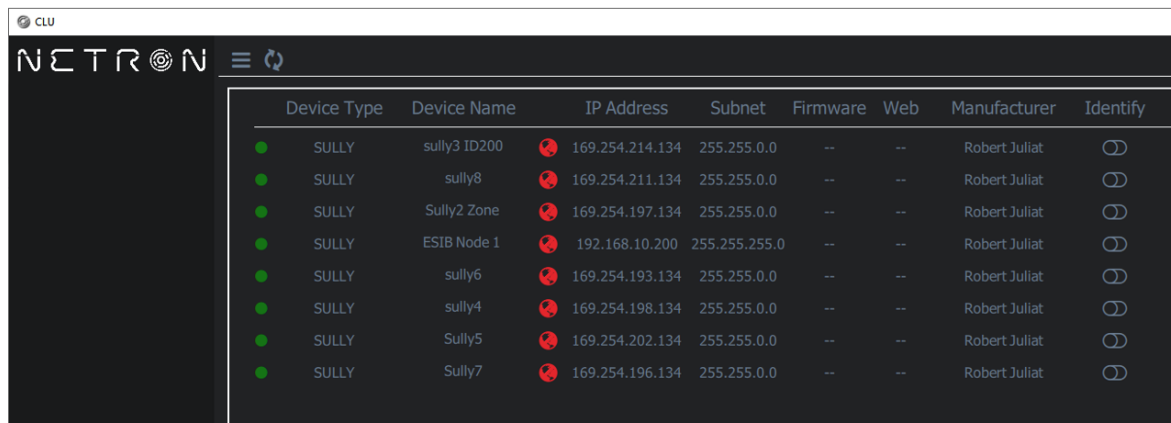 CLU
NETRON
Device Type Device Name IP Address Subnet Firmware Web Manufacturer Identify
SULLY sully3 ID200 169.254.214.134 255.255.0.0 -- -- Robert Juliat
SULLY sully8 169.254.211.134 255.255.0.0 -- -- Robert Juliat
SULLY Sully2 Zone 169.254.197.134 255.255.0.0 -- -- Robert Juliat
SULLY ESIB Node 1 192.168.10.200 255.255.255.0 -- -- Robert Juliat
SULLY sully6 169.254.193.134 255.255.0.0 -- -- Robert Juliat
SULLY sully4 169.254.198.134 255.255.0.0 -- -- Robert Juliat
SULLY Sully5 169.254.202.134 255.255.0.0 -- -- Robert Juliat
SULLY Sully7 169.254.196.134 255.255.0.0 -- -- Robert Juliat